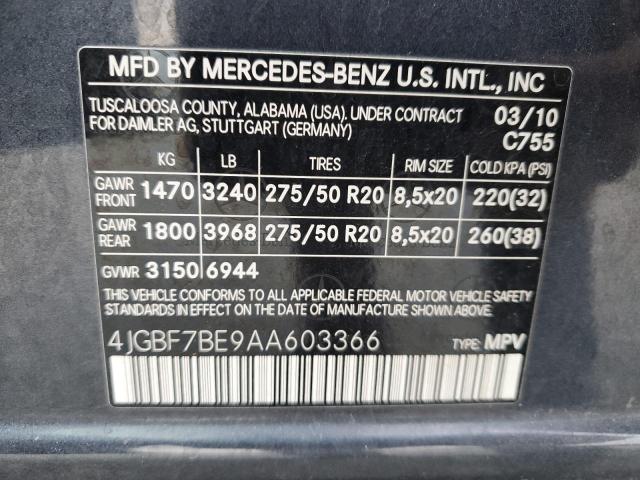 MFD BY MERCEDES-BENZ U.S. INTL., INC
TUSCALOOSA COUNTY, ALABAMA (USA). UNDER CONTRACT 03/10
FOR DAIMLER AG, STUTTGART (GERMANY) C755
KG LB TIRES RIM SIZE COLD KPA (PSI)
GAWR FRONT 1470 3240 275/50 R20 8,5x20 220(32)
GAWR REAR 1800 3968 275/50 R20 8,5x20 260(38)
GVWR 3150 6944
THIS VEHICLE CONFORMS TO ALL APPLICABLE FEDERAL MOTOR VEHICLE SAFETY
STANDARDS IN EFFECT ON THE DATE OF MANUFACTURE SHOWN ABOVE.
4JGBF7BE9AA603366 TYPE: MPV